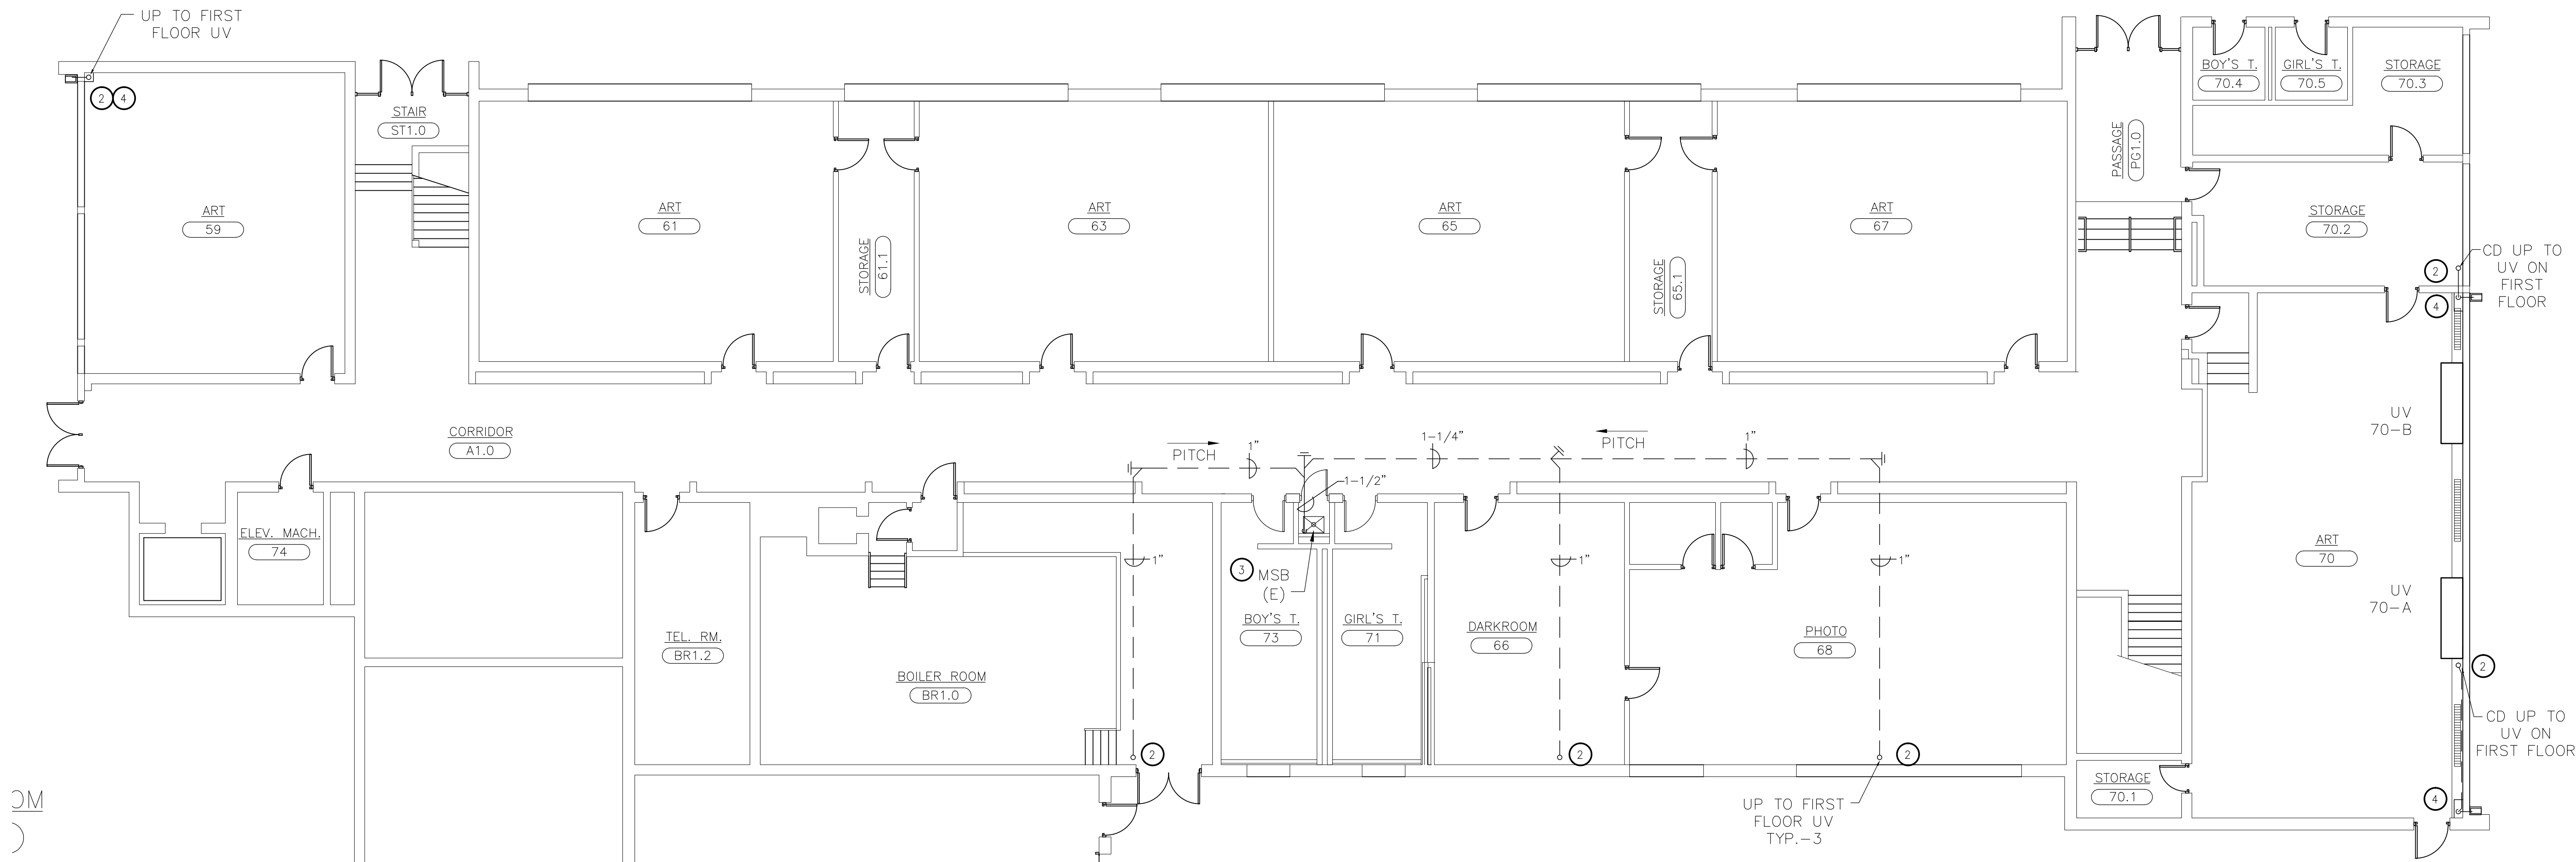 UP TO FIRST
FLOOR UV
2
4
STAIR
ST1.0
ART
59
ART
61
STORAGE
61.1
ART
63
ART
65
STORAGE
65.1
ART
67
PASSAGE
PG1.0
BOY'S T.
70.4
GIRL'S T.
70.5
STORAGE
70.3
STORAGE
70.2
2
4
CD UP TO
UV ON
FIRST
FLOOR
CORRIDOR
A1.0
PITCH
1"
1-1/4"
PITCH
1"
1-1/2"
UV
70-B
ELEV. MACH.
74
1"
3
MSB
(E)
1"
1"
ART
70
UV
70-A
TEL. RM.
BR1.2
BOILER ROOM
BR1.0
BOY'S T.
73
GIRL'S T.
71
DARKROOM
66
PHOTO
68
2
CD UP TO
UV ON
FIRST FLOOR
2
2
2
UP TO FIRST
FLOOR UV
TYP.-3
STORAGE
70.1
4
OM